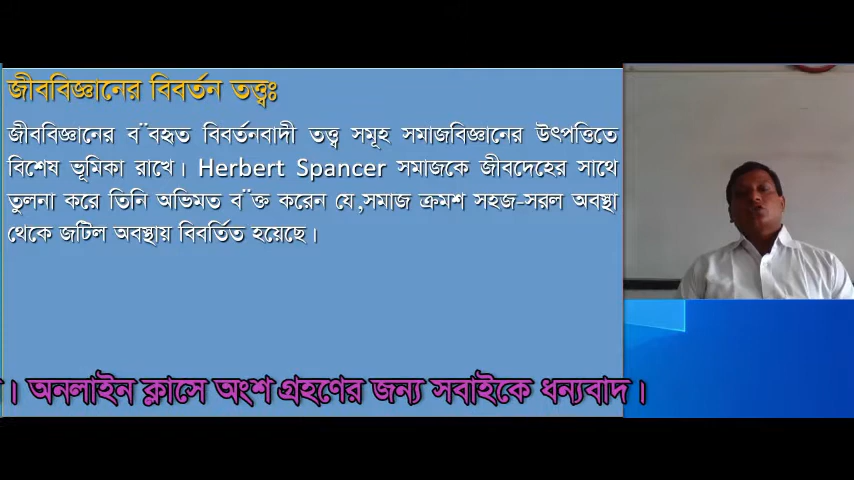 জীববিজ্ঞানের বিবর্তন তত্ত্বঃ
জীববিজ্ঞানের ব¨বহৃত বিবর্তনবাদী তত্ত্ব সমূহ সমাজবিজ্ঞানের উৎপত্তিতে
বিশেষ ভূমিকা রাখে। Herbert Spancer সমাজকে জীবদেহের সাথে
তুলনা করে তিনি অভিমত ব¨ক্ত করেন যে,সমাজ ক্রমশ সহজ-সরল অবস্থা
থেকে জটিল অবস্থায় বিবর্তিত হয়েছে।
। অনলাইন ক্লাসে অংশ গ্রহণের জন্য সবাইকে ধন্যবাদ।